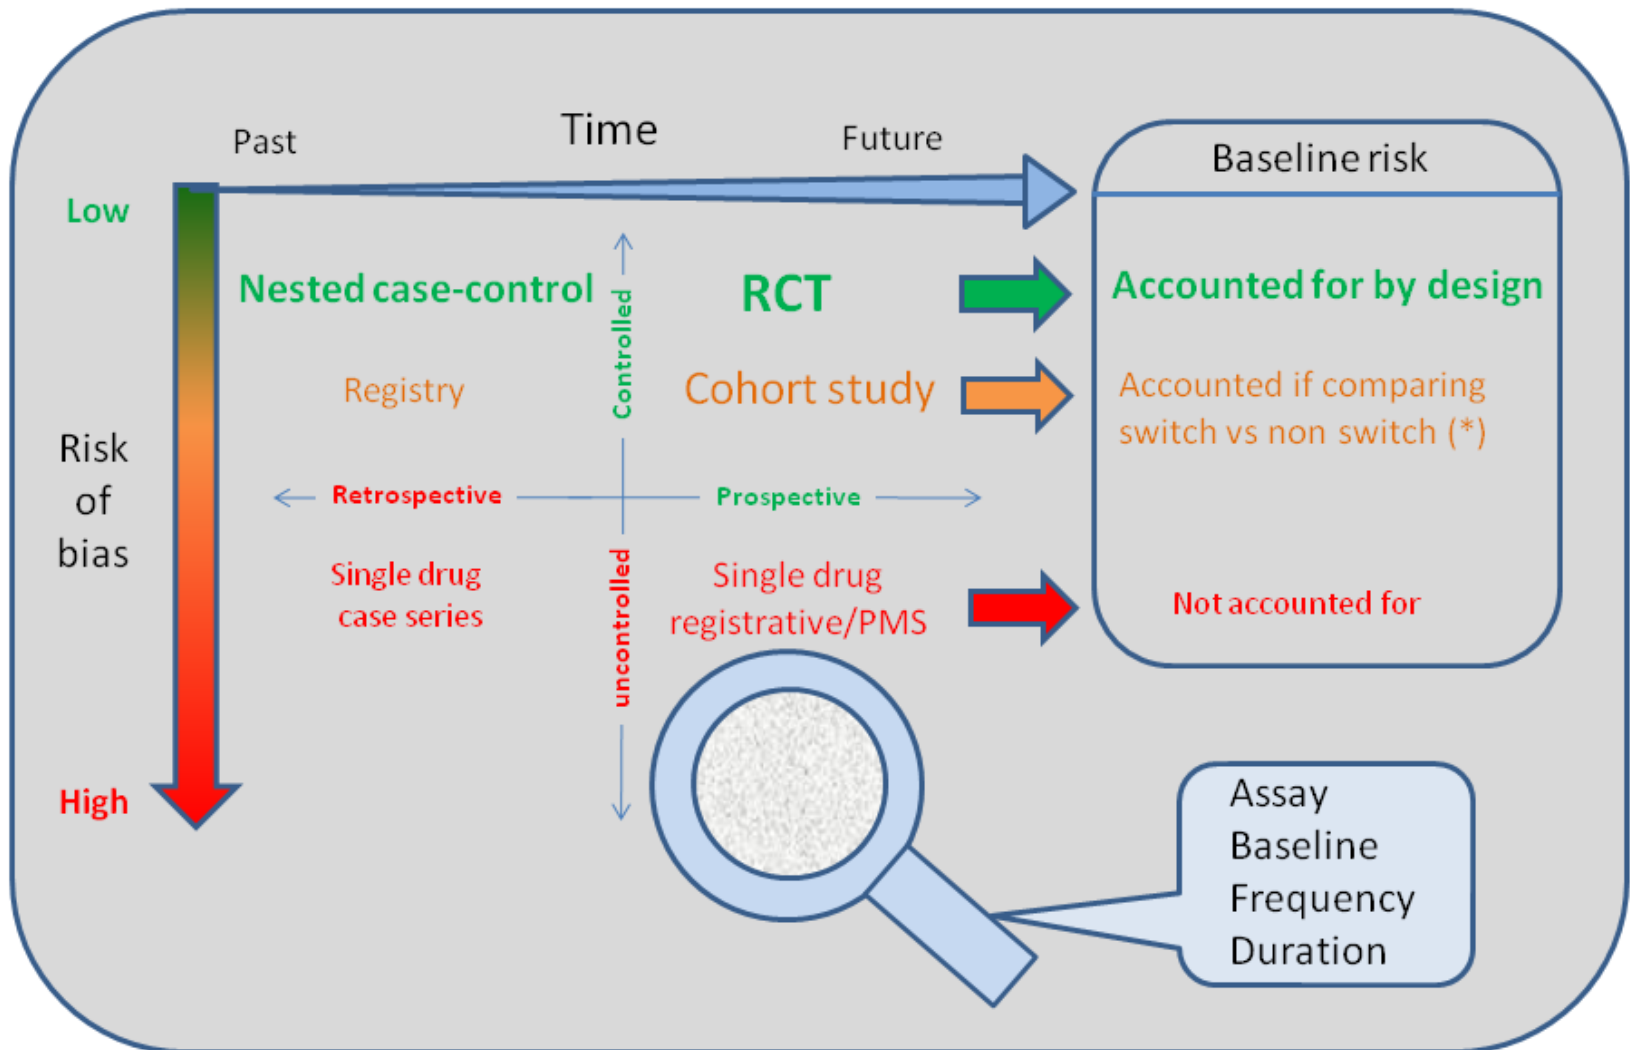 Past
Time
Future
Baseline risk
Low
Nested case-control
RCT
Accounted for by design
Controlled
Registry
Cohort study
Accounted if comparing
switch vs non switch (*)
Risk
of
bias
Retrospective
Prospective
uncontrolled
Single drug
case series
Single drug
registrative/PMS
Not accounted for
High
Assay
Baseline
Frequency
Duration